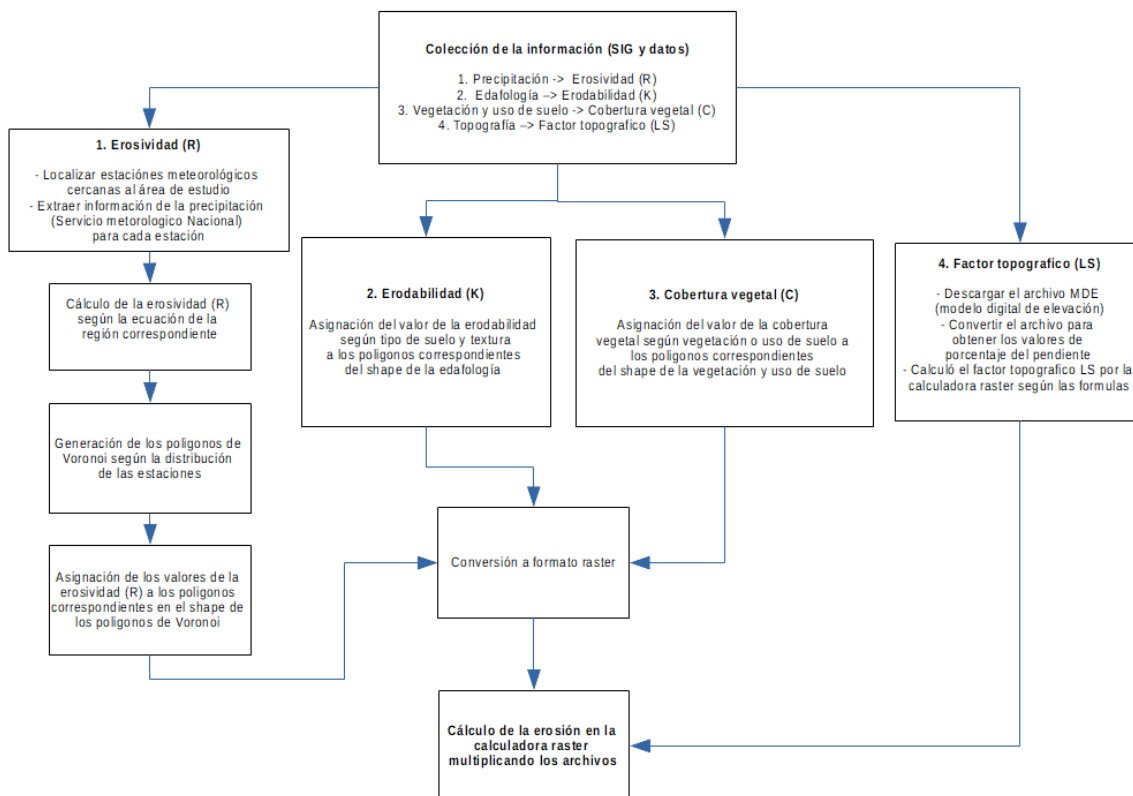 Colección de la información (SIG y datos)
1. Precipitación -> Erosividad (R)
2. Edafología –> Erodabilidad (K)
3. Vegetación y uso de suelo -> Cobertura vegetal (C)
4. Topografía –> Factor topografico (LS)
1. Erosividad (R)
- Localizar estaciónes meteorológicos
cercanas al área de estudio
- Extraer información de la precipitación
(Servicio metorologico Nacional)
para cada estación
Cálculo de la erosividad (R)
según la ecuación de la
región correspondiente
Generación de los poligonos de
Voronoi según la distribución
de las estaciones
Asignación de los valores de la
erosividad (R) a los poligonos
correspondientes en el shape de
los poligonos de Voronoi
2. Erodabilidad (K)
Asignación del valor de la erodabilidad
según tipo de suelo y textura
a los poligonos correspondientes
del shape de la edafología
3. Cobertura vegetal (C)
Asignación del valor de la cobertura
vegetal según vegetación o uso de suelo a
los poligonos correspondientes
del shape de la vegetación y uso de suelo
4. Factor topografico (LS)
- Descargar el archivo MDE
(modelo digital de elevación)
- Convertir el archivo para
obtener los valores de
porcentaje del pendiente
- Calculó el factor topografico LS por la
calculadora raster según las formulas
Conversión a formato raster
Cálculo de la erosión en la
calculadora raster
multiplicando los archivos